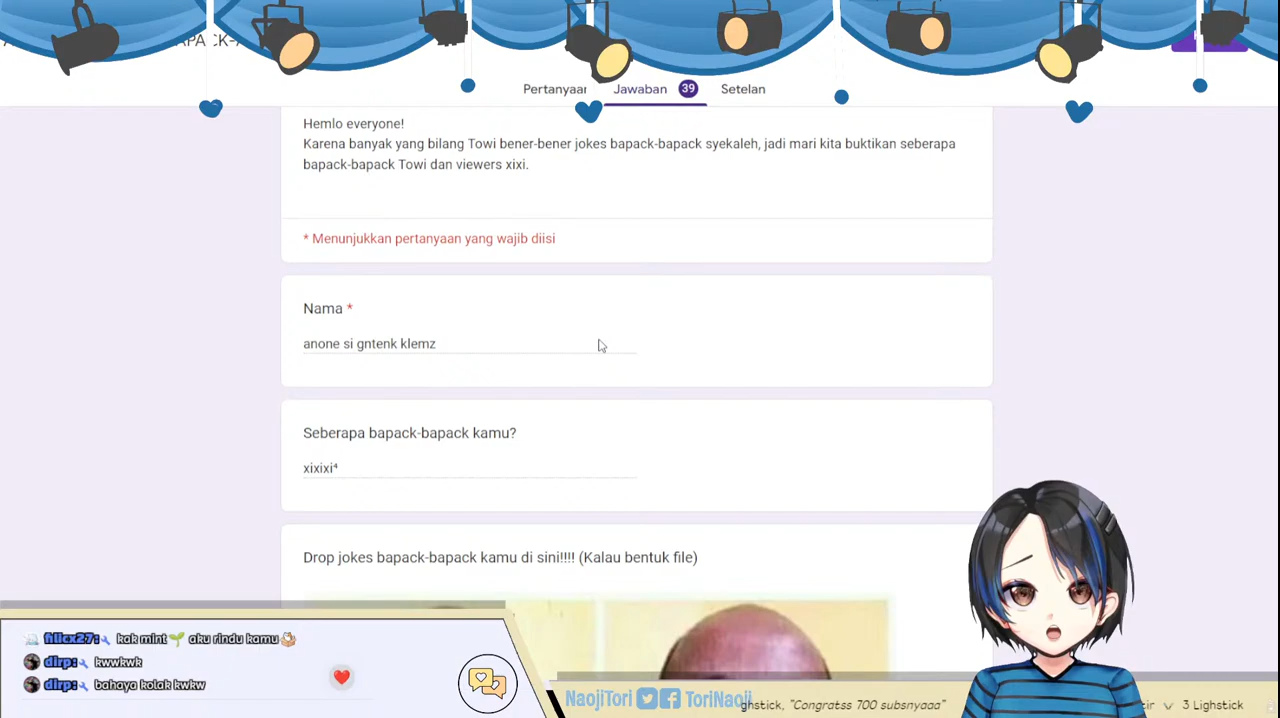 Pertanyaan Jawaban 39 Setelan
Hemlo everyone!
Karena banyak yang bilang Towi bener-bener jokes bapack-bapack syekaleh, jadi mari kita buktikan seberapa
bapack-bapack Towi dan viewers xixi.
* Menunjukkan pertanyaan yang wajib diisi
Nama *
anone si gntenk klemz
Seberapa bapack-bapack kamu?
xixixi⁴
Drop jokes bapack-bapack kamu di sini!!!! (Kalau bentuk file)
kak mint🌱 aku rindu kamu
dlrp: kwwkwk
dlrp: bahaya kolak kwkw
NaojiTori ToriNaoji
ghstick, "Congratss 700 subsnyaaa"
3 Lighstick